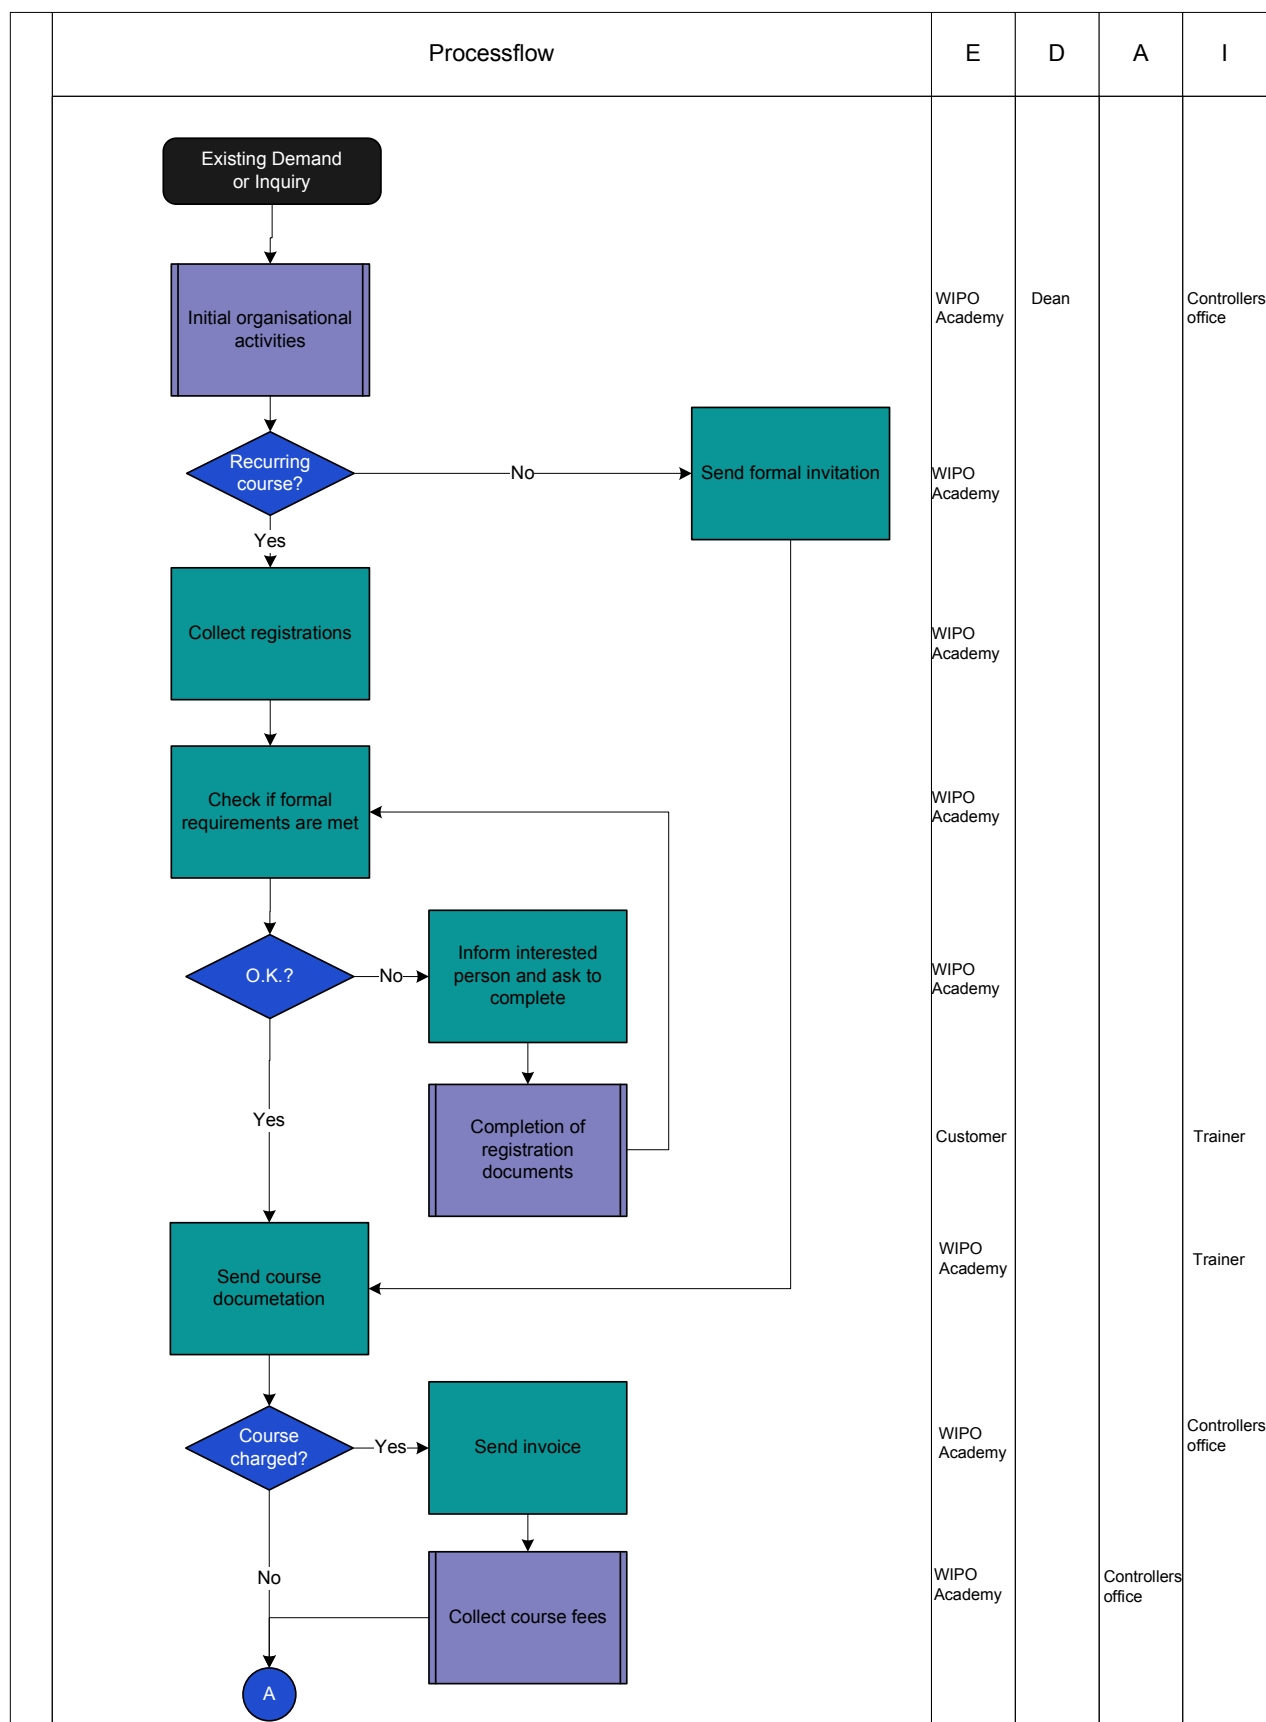 Processflow
E
D
A
I
Existing Demand
or Inquiry
Initial organisational
activities
WIPO
Academy
Dean
Controllers
office
Recurring
course?
No
Send formal invitation
WIPO
Academy
Yes
Collect registrations
WIPO
Academy
Check if formal
requirements are met
WIPO
Academy
O.K.?
No
Inform interested
person and ask to
complete
WIPO
Academy
Yes
Completion of
registration
documents
Customer
Trainer
Send course
documetation
WIPO
Academy
Trainer
Course
charged?
Yes
Send invoice
WIPO
Academy
Controllers
office
No
Collect course fees
WIPO
Academy
Controllers
office
A